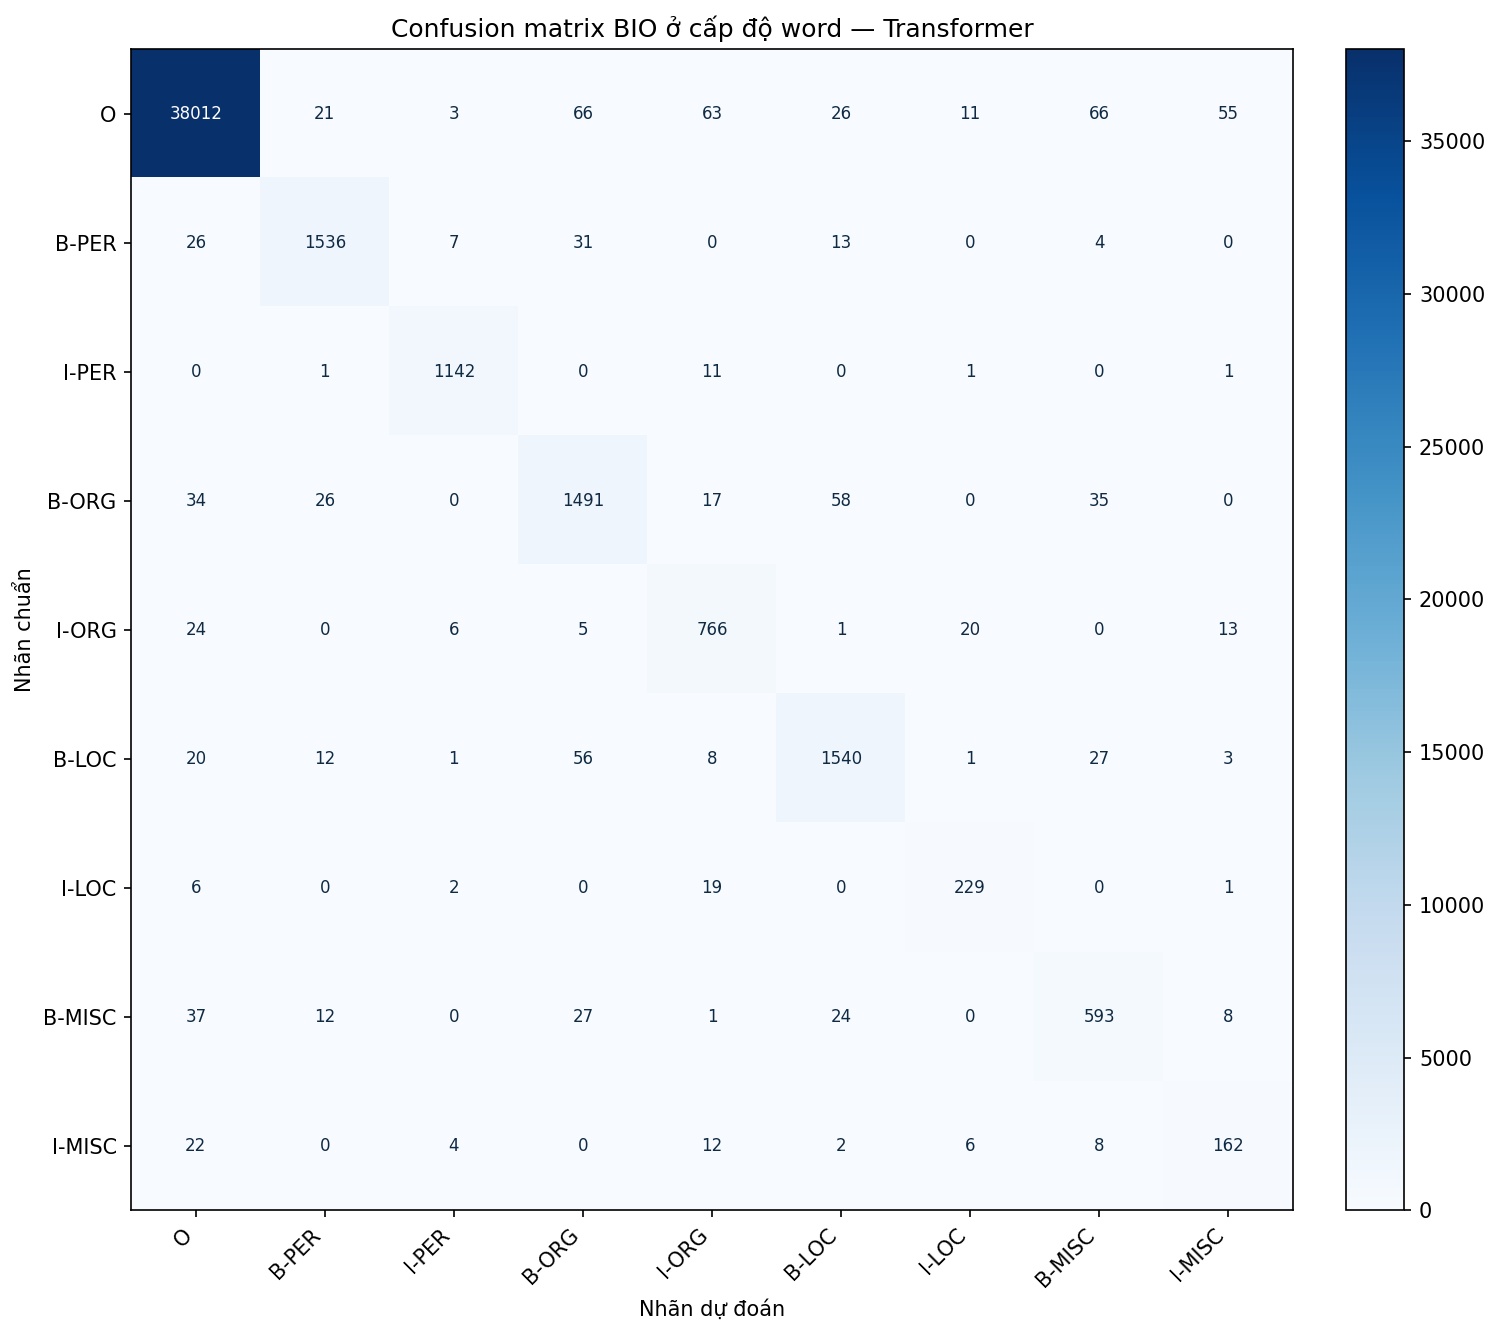 Confusion matrix BIO ở cấp độ word — Transformer
O 38012 21 3 66 63 26 11 66 55
B-PER 26 1536 7 31 0 13 0 4 0
I-PER 0 1 1142 0 11 0 1 0 1
B-ORG 34 26 0 1491 17 58 0 35 0
I-ORG 24 0 6 5 766 1 20 0 13
B-LOC 20 12 1 56 8 1540 1 27 3
I-LOC 6 0 2 0 19 0 229 0 1
B-MISC 37 12 0 27 1 24 0 593 8
I-MISC 22 0 4 0 12 2 6 8 162
O B-PER I-PER B-ORG I-ORG B-LOC I-LOC B-MISC I-MISC
Nhãn dự đoán
Nhãn chuẩn
35000
30000
25000
20000
15000
10000
5000
0